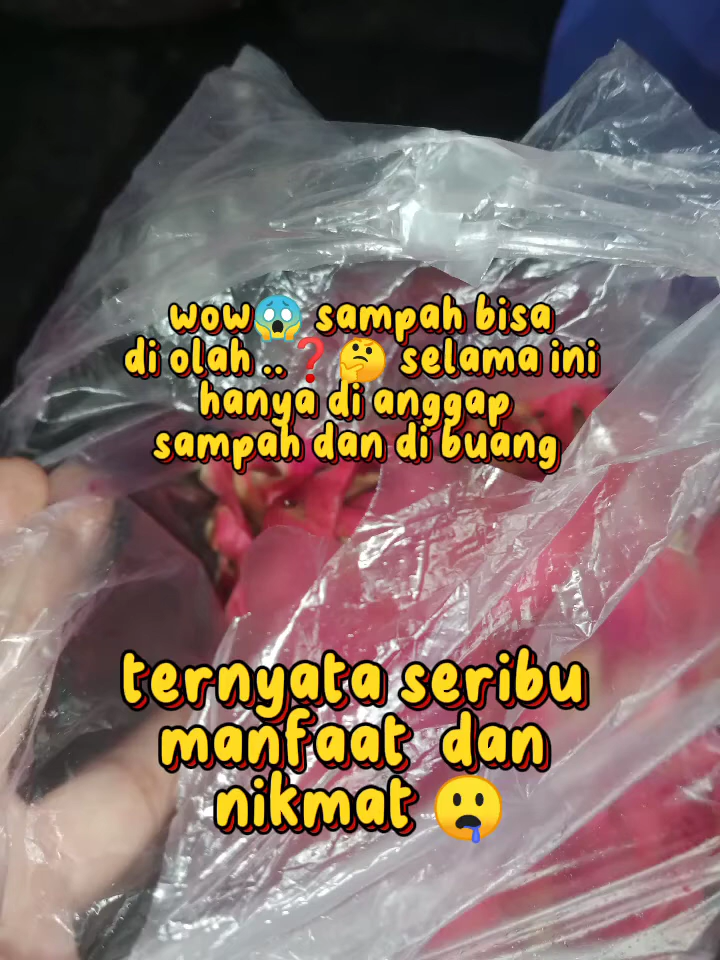 wow😱 sampah bisa
di olah ..❓🤔 selama ini
hanya di anggap
sampah dan di buang
ternyata seribu
manfaat dan
nikmat 🤤